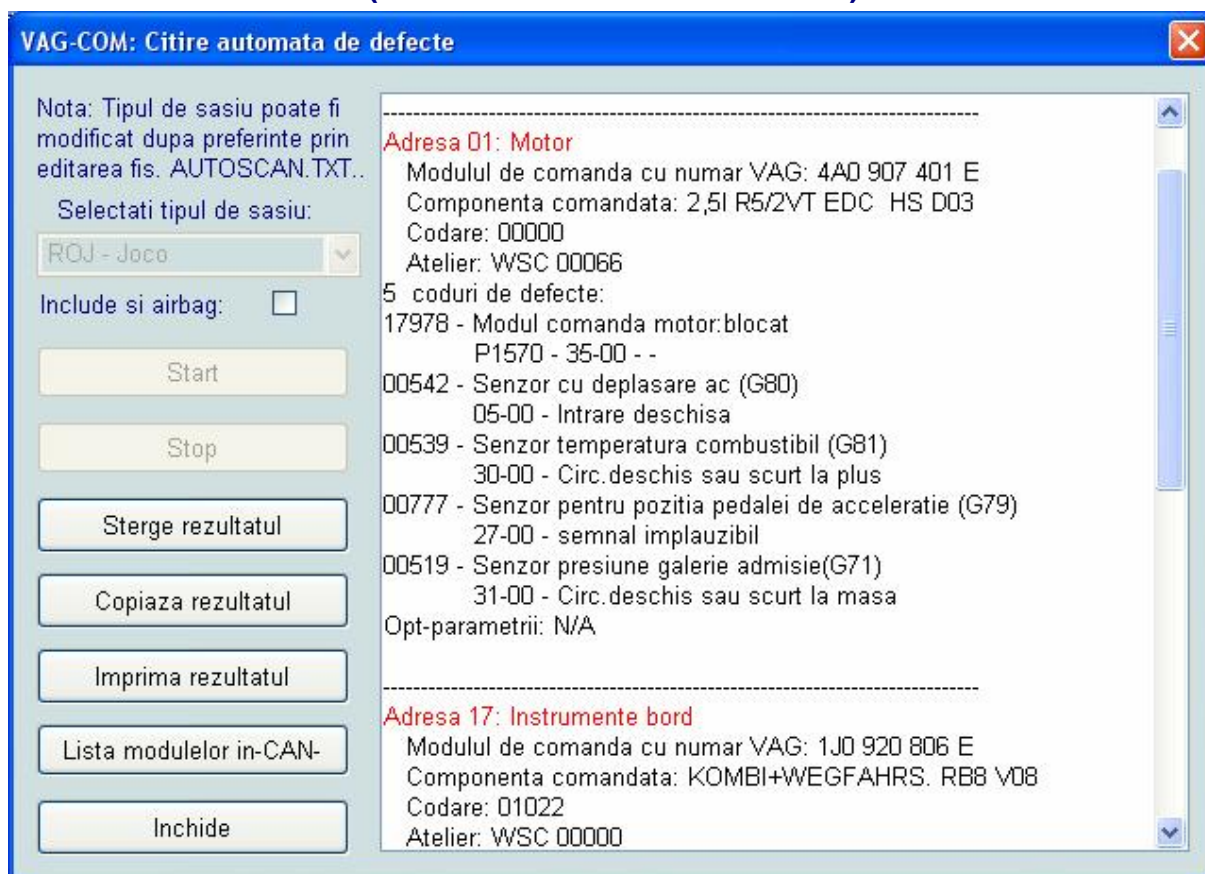 VAG-COM: Citire automata de defecte
Nota: Tipul de sasiu poate fi
modificat dupa preferinte prin
editarea fis. AUTOSCAN.TXT..
Selectati tipul de sasiu:
ROJ - Joco
Include si airbag:
Start
Stop
Sterge rezultatul
Copiaza rezultatul
Imprima rezultatul
Lista modulelor in-CAN-
Inchide
--------------------------------------------------------------------------------
Adresa 01: Motor
Modulul de comanda cu numar VAG: 4A0 907 401 E
Componenta comandata: 2,5l R5/2VT EDC  HS D03
Codare: 00000
Atelier: WSC 00066
5  coduri de defecte:
17978 - Modul comanda motor:blocat
P1570 - 35-00 - -
00542 - Senzor cu deplasare ac (G80)
05-00 - Intrare deschisa
00539 - Senzor temperatura combustibil (G81)
30-00 - Circ.deschis sau scurt la plus
00777 - Senzor pentru pozitia pedalei de acceleratie (G79)
27-00 - semnal implauzibil
00519 - Senzor presiune galerie admisie(G71)
31-00 - Circ.deschis sau scurt la masa
Opt-parametrii: N/A
--------------------------------------------------------------------------------
Adresa 17: Instrumente bord
Modulul de comanda cu numar VAG: 1J0 920 806 E
Componenta comandata: KOMBI+WEGFAHRS. RB8 V08
Codare: 01022
Atelier: WSC 00000